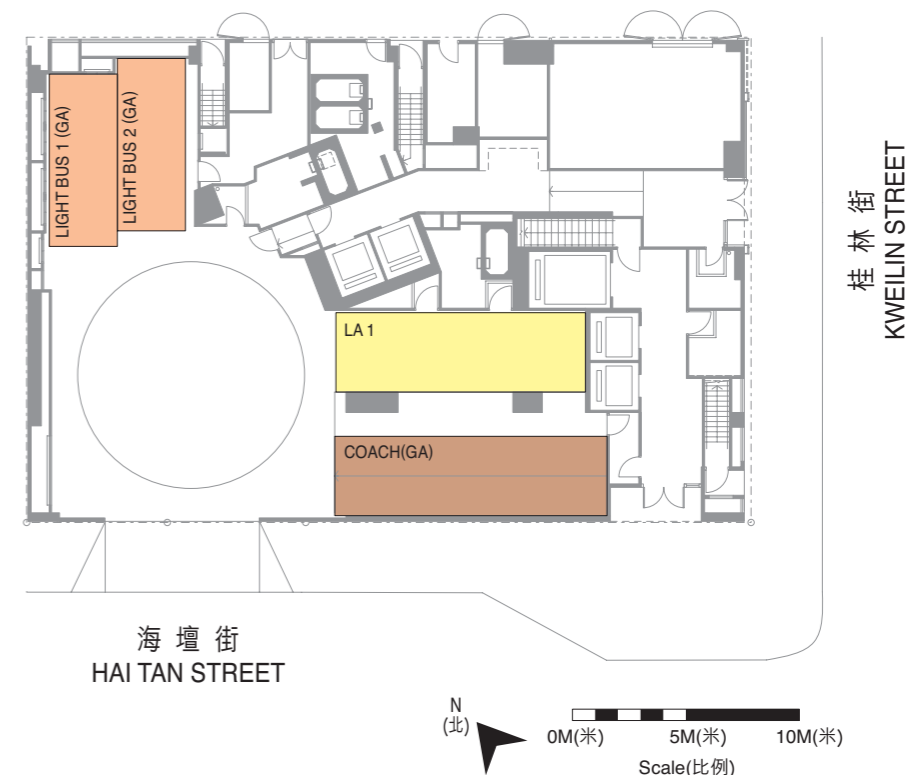 LIGHT BUS 1 (GA)
LIGHT BUS 2 (GA)
LA 1
COACH(GA)
桂林街
KWEILIN STREET
海壇街
HAI TAN STREET
N
(北)
0M(米) 5M(米) 10M(米)
Scale(比例)